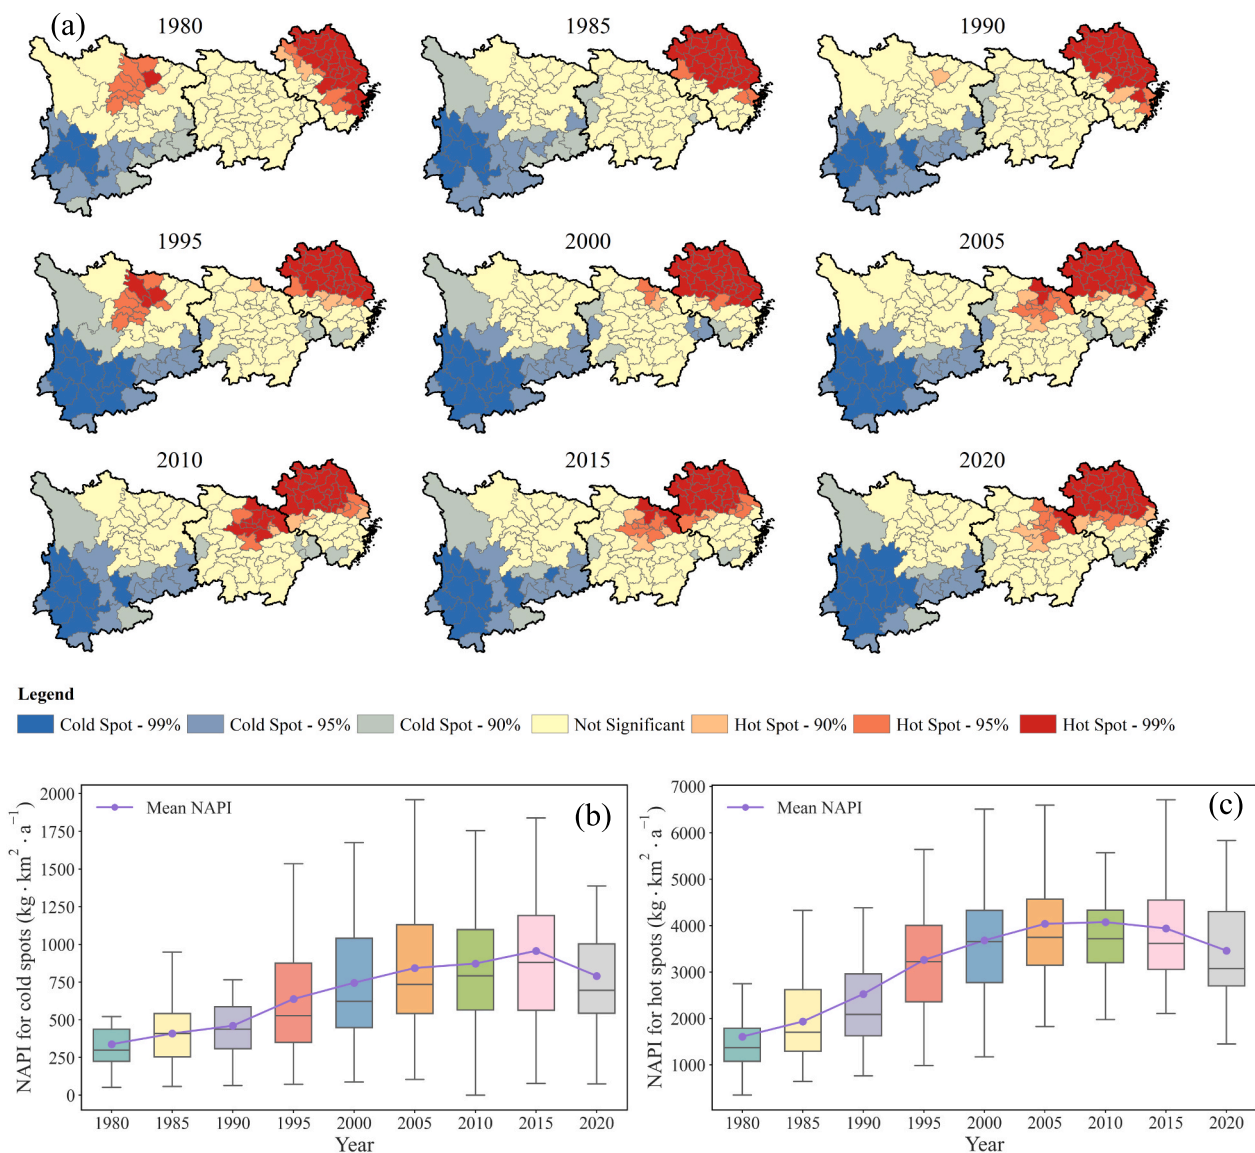 (a)
1980
1985
1990
1995
2000
2005
2010
2015
2020
Legend
Cold Spot - 99%
Cold Spot - 95%
Cold Spot - 90%
Not Significant
Hot Spot - 90%
Hot Spot - 95%
Hot Spot - 99%
NAPI for cold spots (kg · km² · a⁻¹)
2000
1750
1500
1250
1000
750
500
250
0
Mean NAPI
(b)
1980 1985 1990 1995 2000 2005 2010 2015 2020
Year
NAPI for hot spots (kg · km² · a⁻¹)
7000
6000
5000
4000
3000
2000
1000
Mean NAPI
(c)
1980 1985 1990 1995 2000 2005 2010 2015 2020
Year